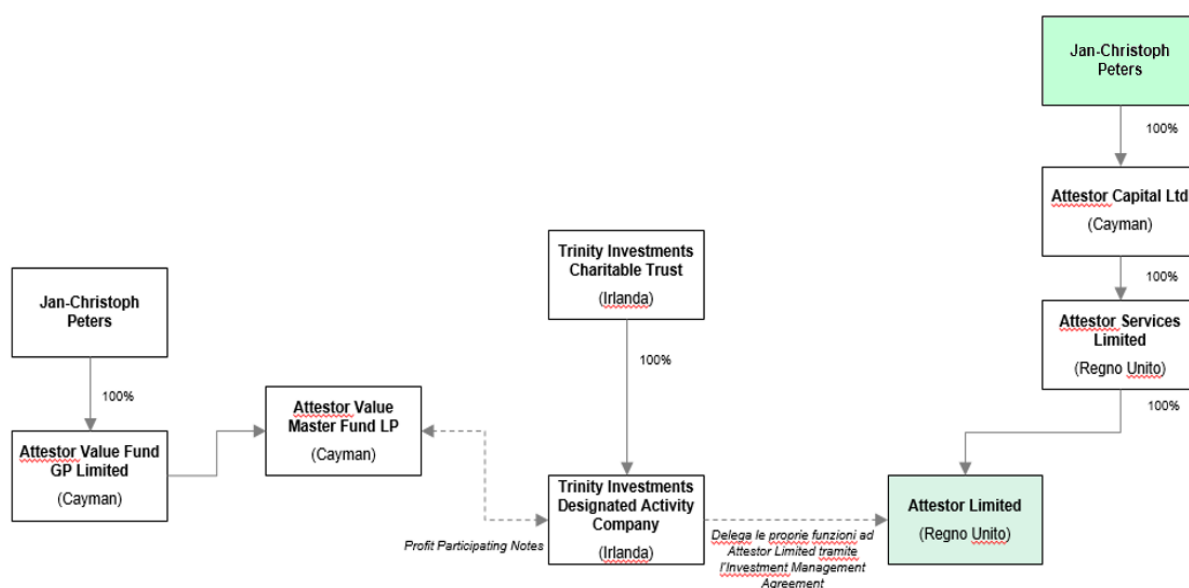 Jan-Christoph
Peters
100%
Attestor Capital Ltd
(Cayman)
100%
Attestor Services
Limited
(Regno Unito)
100%
Attestor Limited
(Regno Unito)
Trinity Investments
Charitable Trust
(Irlanda)
100%
Trinity Investments
Designated Activity
Company
(Irlanda)
Delega le proprie funzioni ad
Attestor Limited tramite
l'Investment Management
Agreement
Jan-Christoph
Peters
100%
Attestor Value Fund
GP Limited
(Cayman)
Attestor Value
Master Fund LP
(Cayman)
Profit Participating Notes